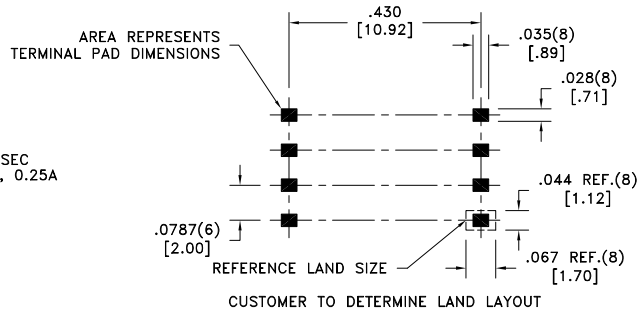 .430
[10.92]
AREA REPRESENTS
TERMINAL PAD DIMENSIONS
.035(8)
[.89]
.028(8)
[.71]
SEC
, 0.25A
.044 REF.(8)
[1.12]
.0787(6)
[2.00]
.067 REF.(8)
[1.70]
REFERENCE LAND SIZE
CUSTOMER TO DETERMINE LAND LAYOUT